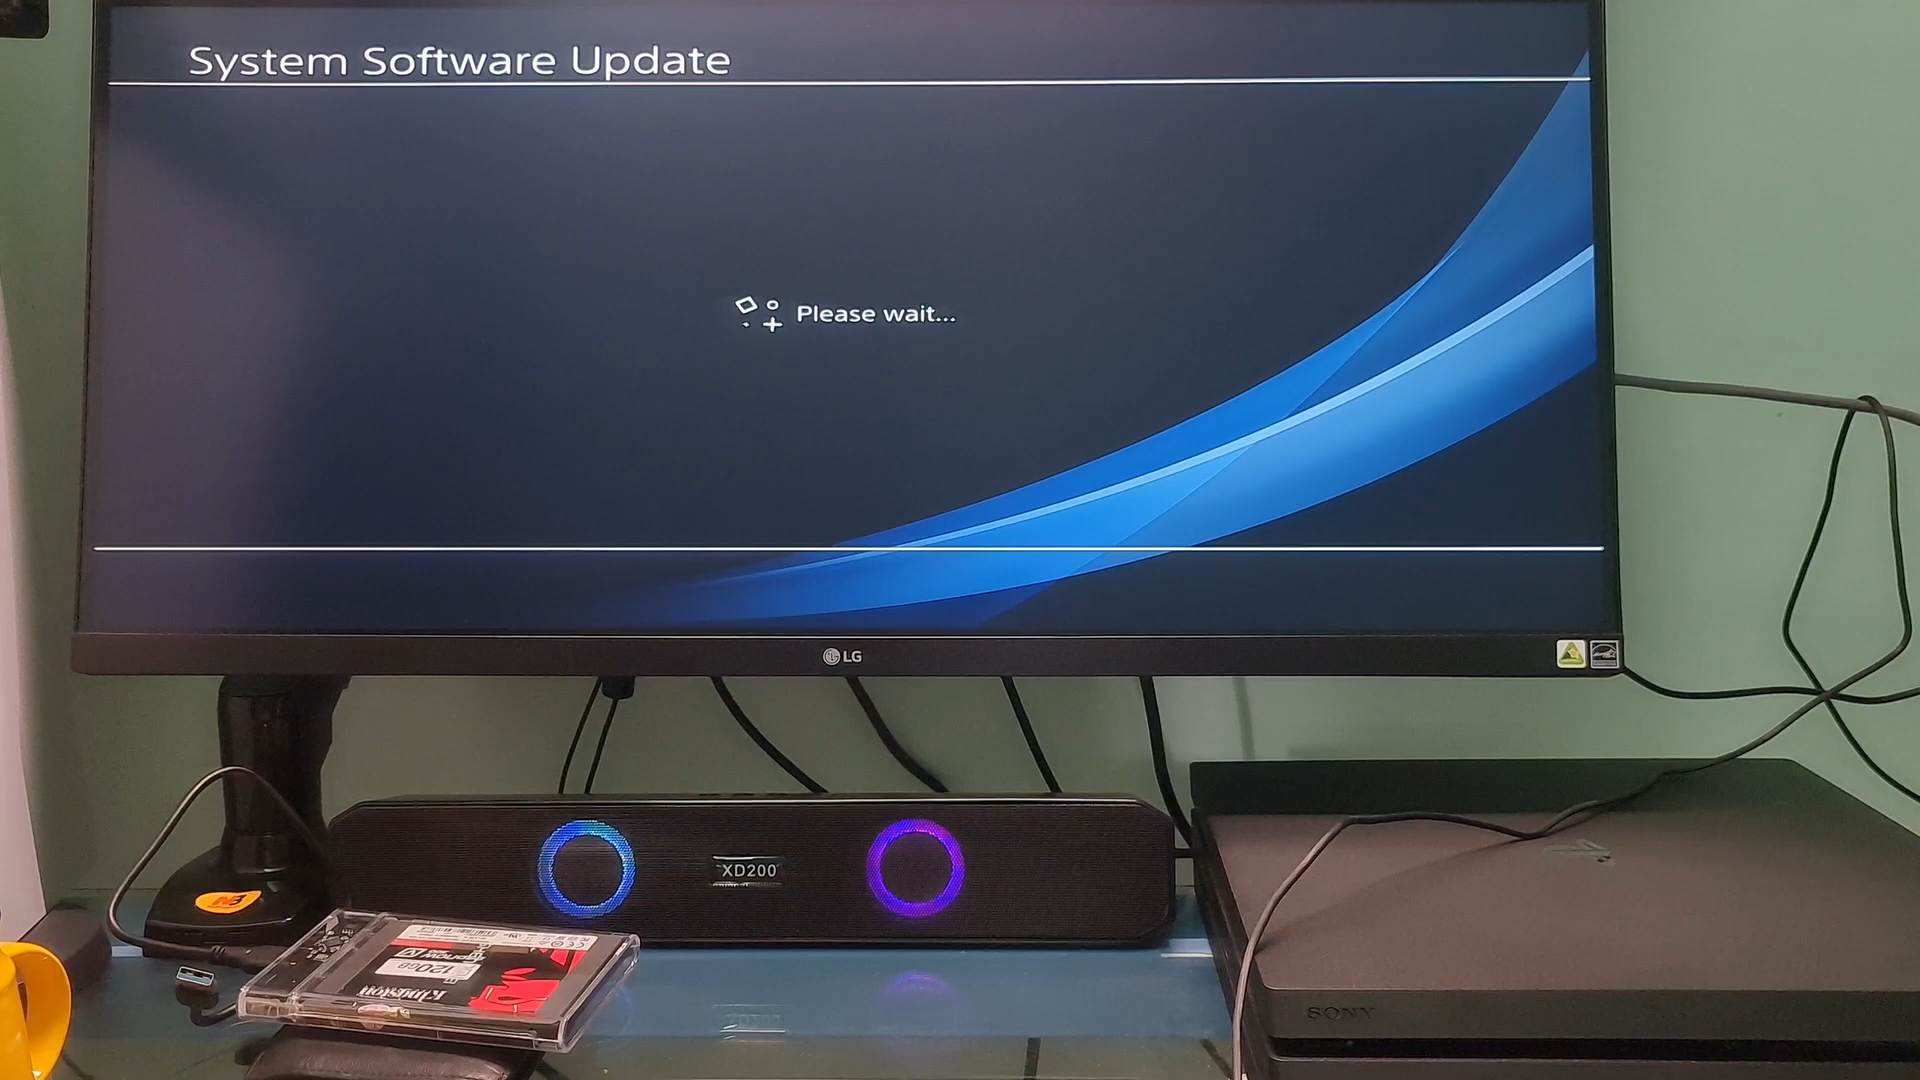 System Software Update
Please wait...
LG
XD200
120GB
Kingston
SONY